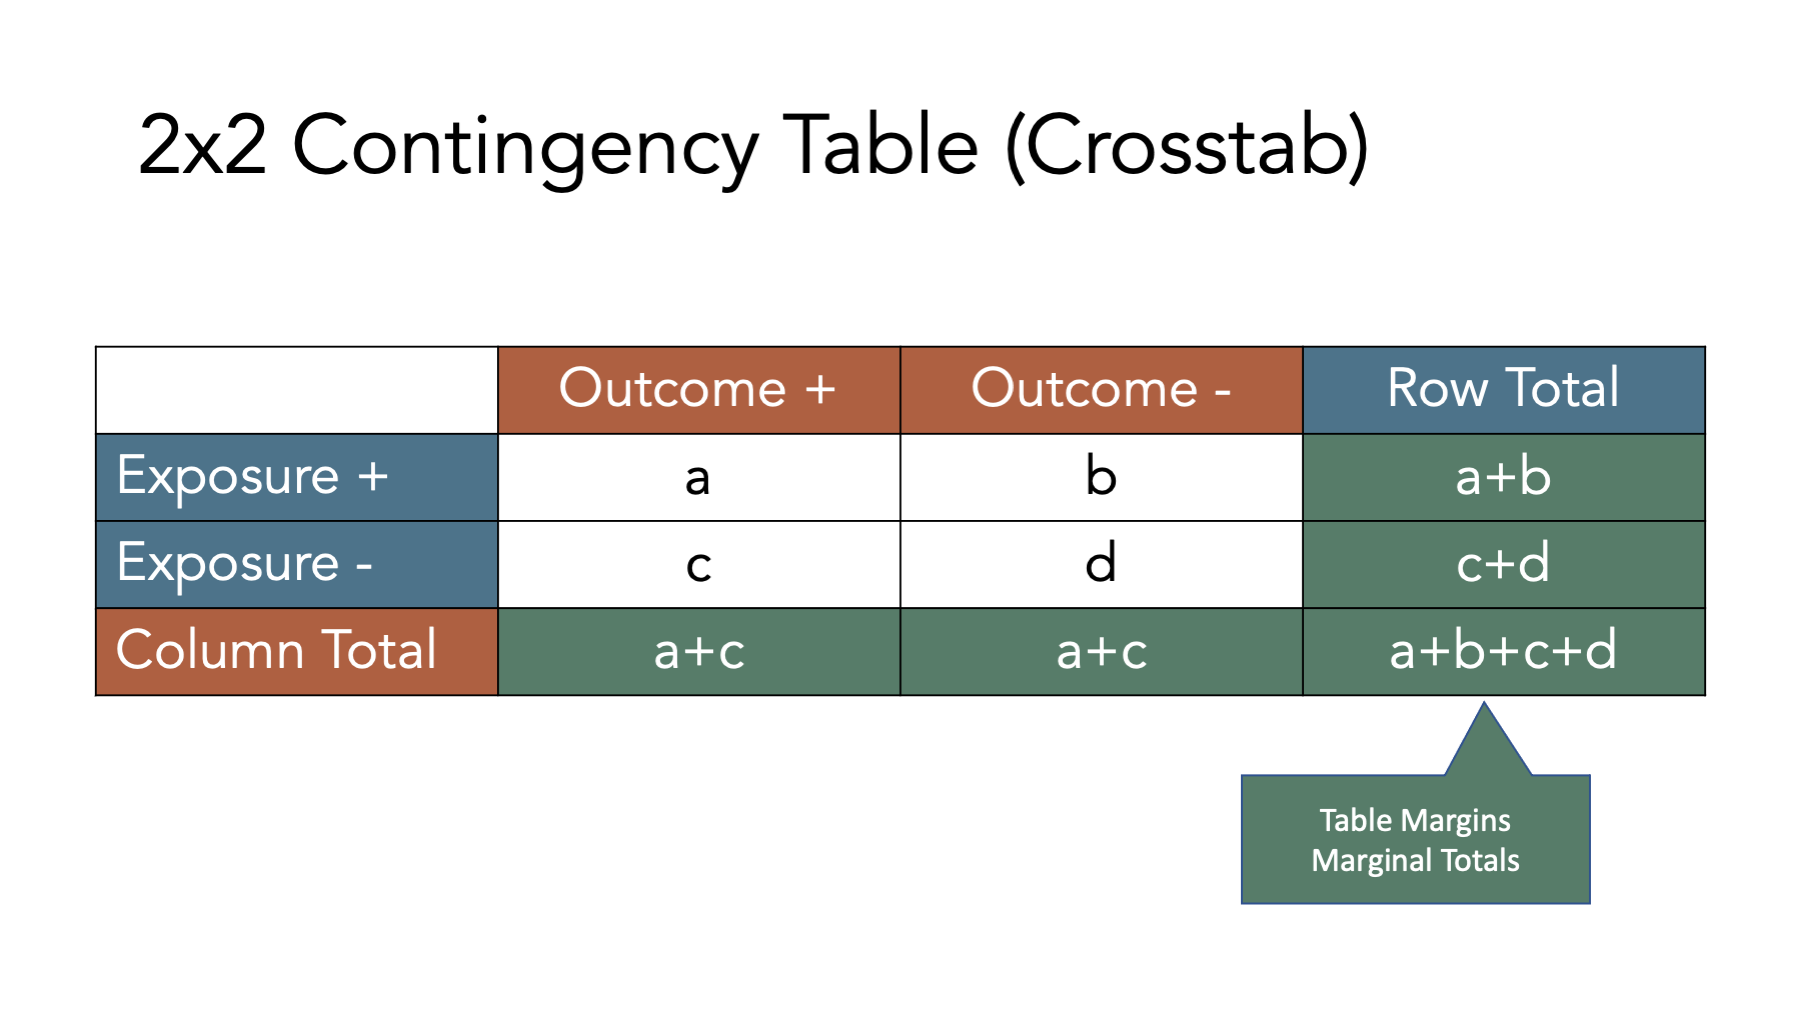 2x2 Contingency Table (Crosstab)
Outcome + Outcome - Row Total
Exposure + a b a+b
Exposure - c d c+d
Column Total a+c a+c a+b+c+d
Table Margins
Marginal Totals